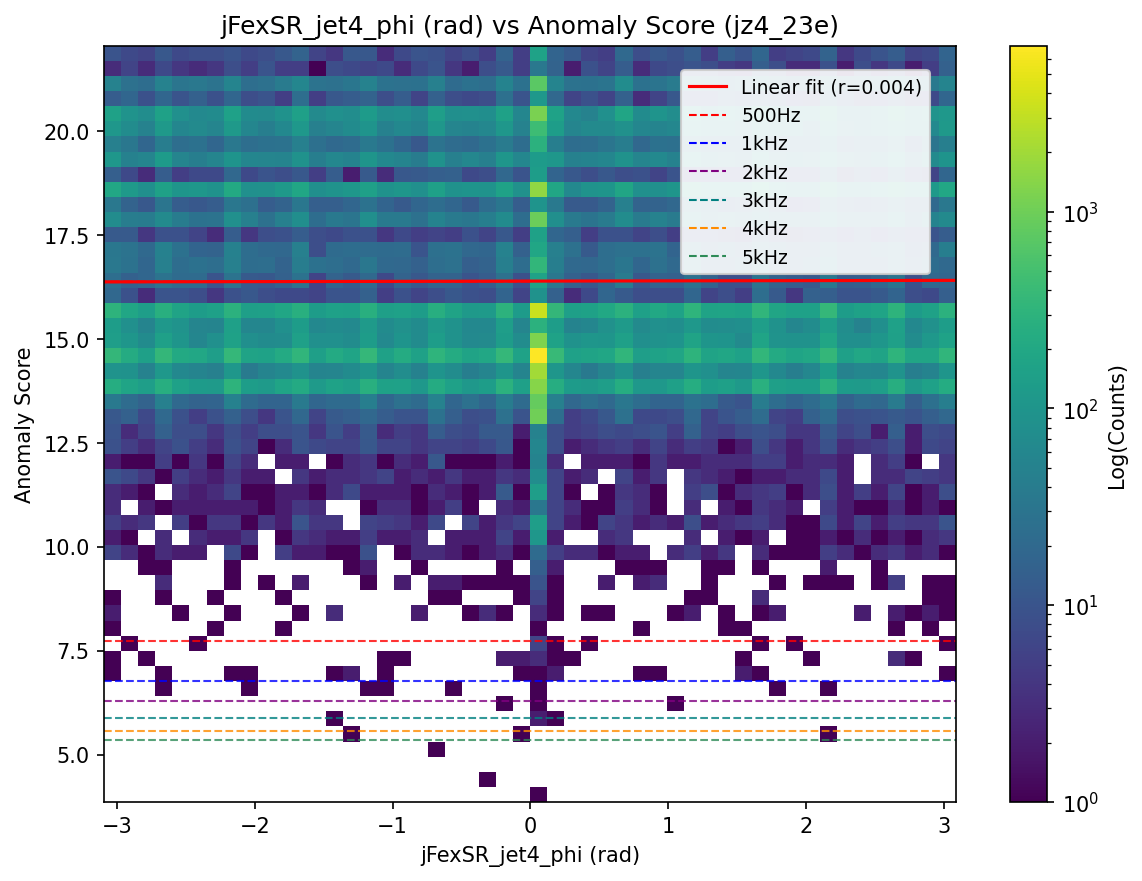 jFexSR_jet4_phi (rad) vs Anomaly Score (jz4_23e)
Linear fit (r=0.004)
500Hz
1kHz
2kHz
3kHz
4kHz
5kHz
Anomaly Score
20.0
17.5
15.0
12.5
10.0
7.5
5.0
−3
−2
−1
0
1
2
3
jFexSR_jet4_phi (rad)
10³
10²
10¹
10⁰
Log(Counts)